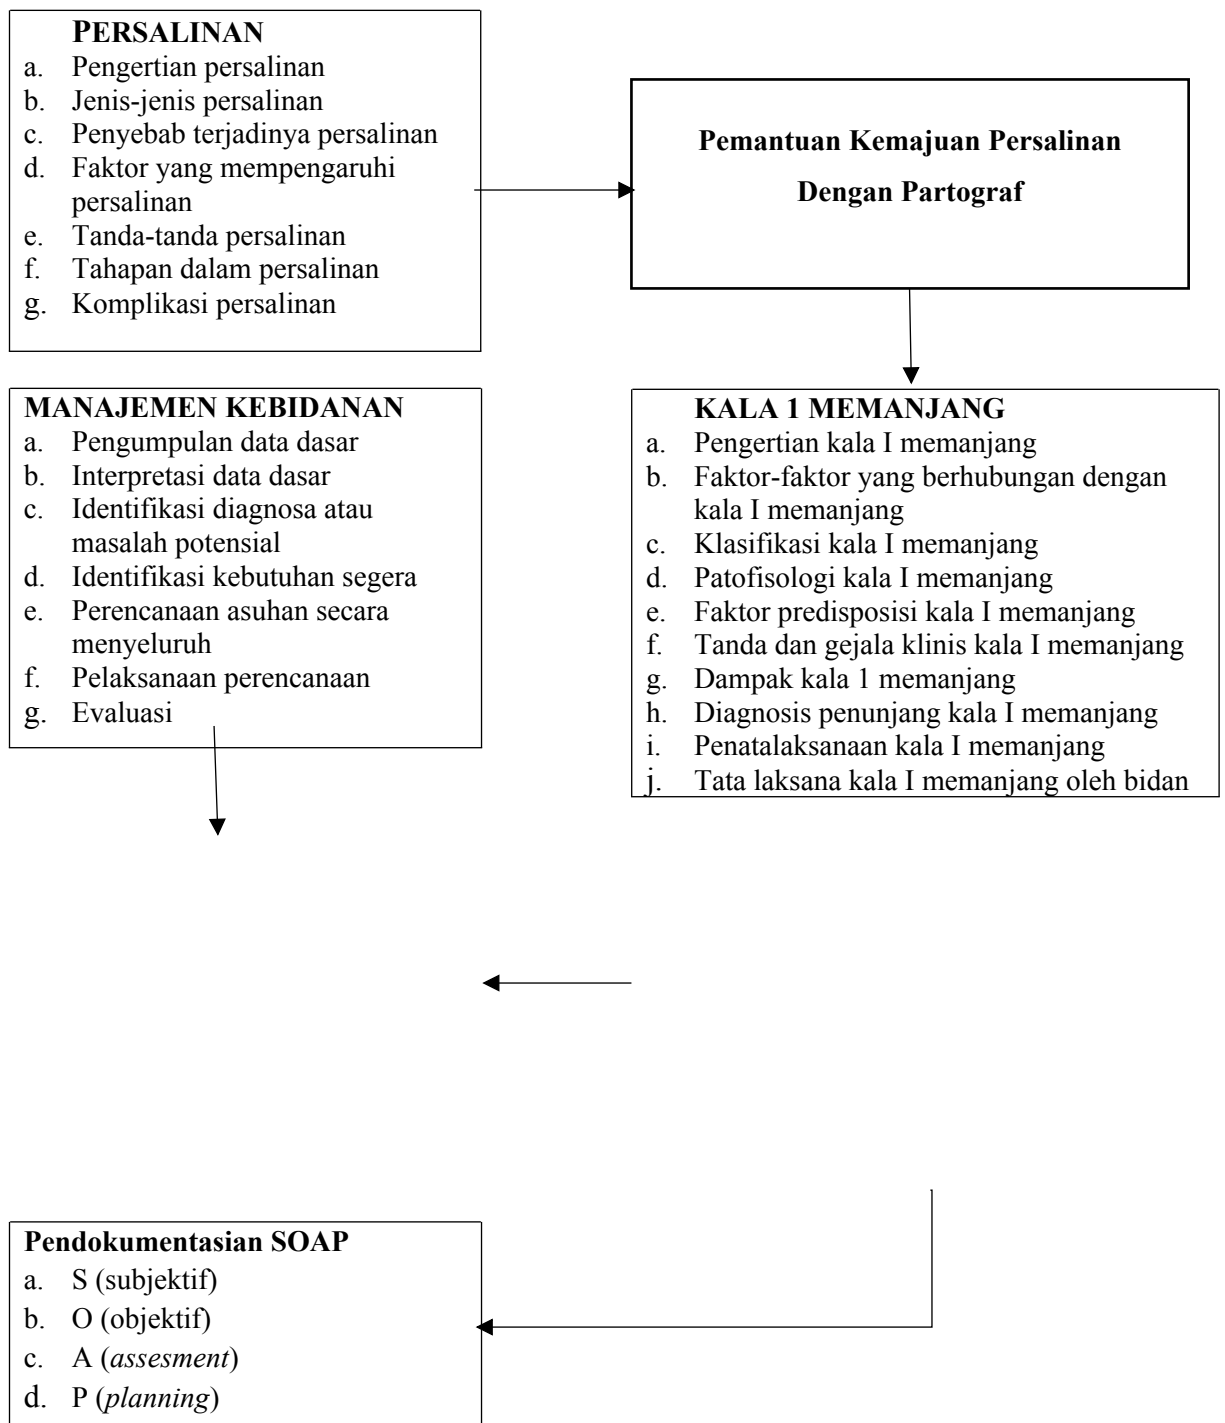 PERSALINAN
a. Pengertian persalinan
b. Jenis-jenis persalinan
c. Penyebab terjadinya persalinan
d. Faktor yang mempengaruhi
persalinan
e. Tanda-tanda persalinan
f. Tahapan dalam persalinan
g. Komplikasi persalinan
Pemantuan Kemajuan Persalinan
Dengan Partograf
MANAJEMEN KEBIDANAN
a. Pengumpulan data dasar
b. Interpretasi data dasar
c. Identifikasi diagnosa atau
masalah potensial
d. Identifikasi kebutuhan segera
e. Perencanaan asuhan secara
menyeluruh
f. Pelaksanaan perencanaan
g. Evaluasi
KALA 1 MEMANJANG
a. Pengertian kala I memanjang
b. Faktor-faktor yang berhubungan dengan
kala I memanjang
c. Klasifikasi kala I memanjang
d. Patofisologi kala I memanjang
e. Faktor predisposisi kala I memanjang
f. Tanda dan gejala klinis kala I memanjang
g. Dampak kala 1 memanjang
h. Diagnosis penunjang kala I memanjang
i. Penatalaksanaan kala I memanjang
j. Tata laksana kala I memanjang oleh bidan
Pendokumentasian SOAP
a. S (subjektif)
b. O (objektif)
c. A (assesment)
d. P (planning)